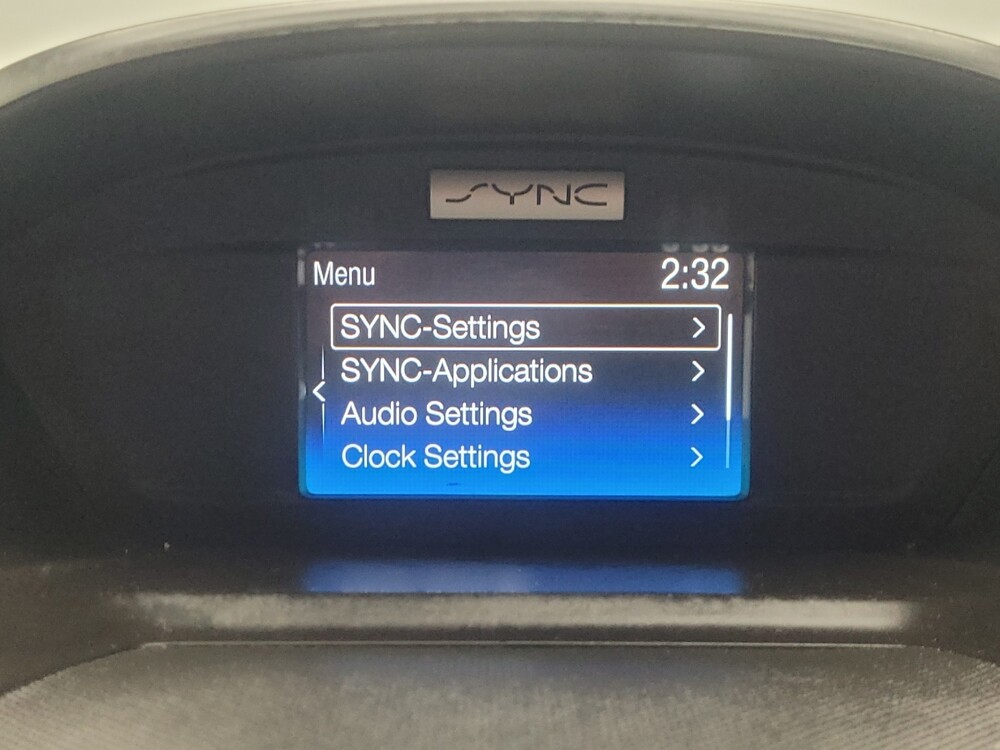 SYNC
Menu 2:32
SYNC-Settings >
SYNC-Applications >
<
Audio Settings >
Clock Settings >